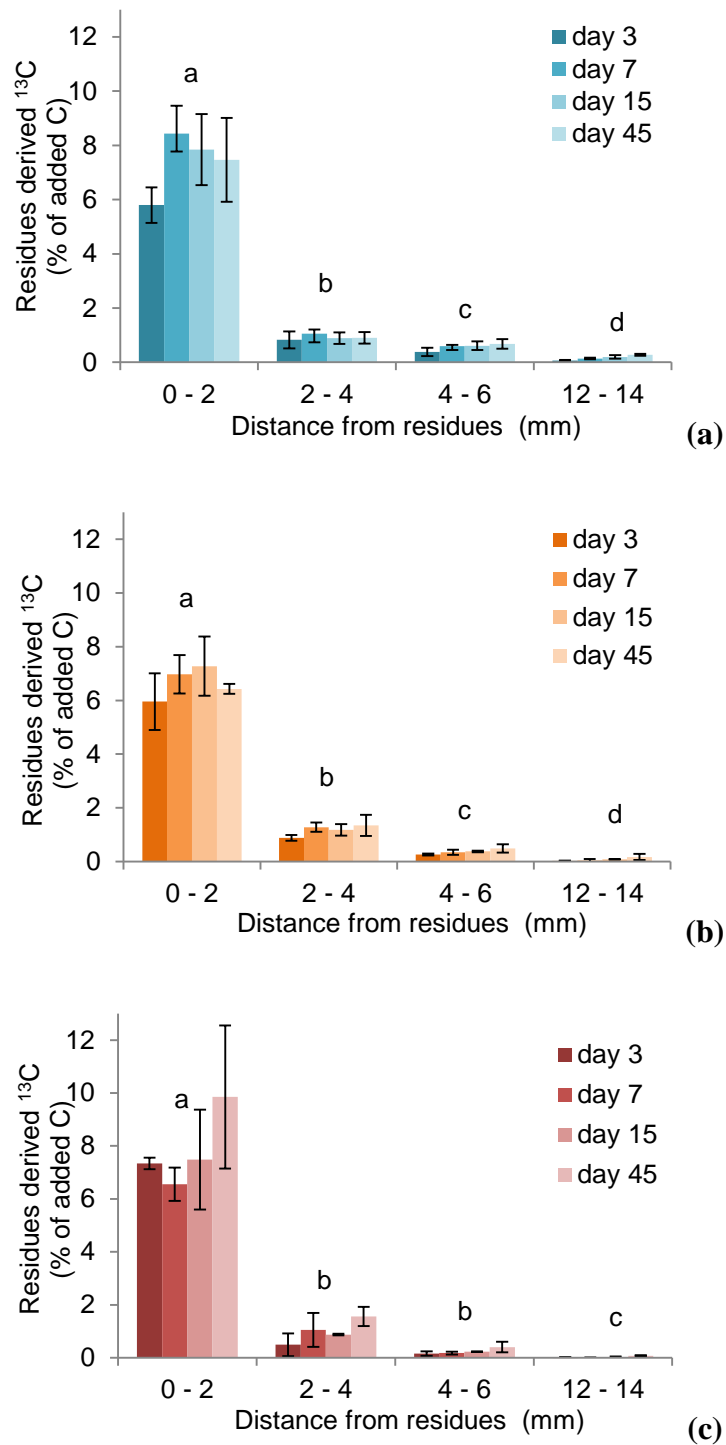 Residues derived ¹³C
(% of added C)
12
10
8
6
4
2
0
day 3
day 7
day 15
day 45
a
b
c
d
0 - 2
2 - 4
4 - 6
12 - 14
Distance from residues (mm)
(a)
Residues derived ¹³C
(% of added C)
12
10
8
6
4
2
0
day 3
day 7
day 15
day 45
a
b
c
d
0 - 2
2 - 4
4 - 6
12 - 14
Distance from residues (mm)
(b)
Residues derived ¹³C
(% of added C)
12
10
8
6
4
2
0
day 3
day 7
day 15
day 45
a
b
b
c
0 - 2
2 - 4
4 - 6
12 - 14
Distance from residues (mm)
(c)